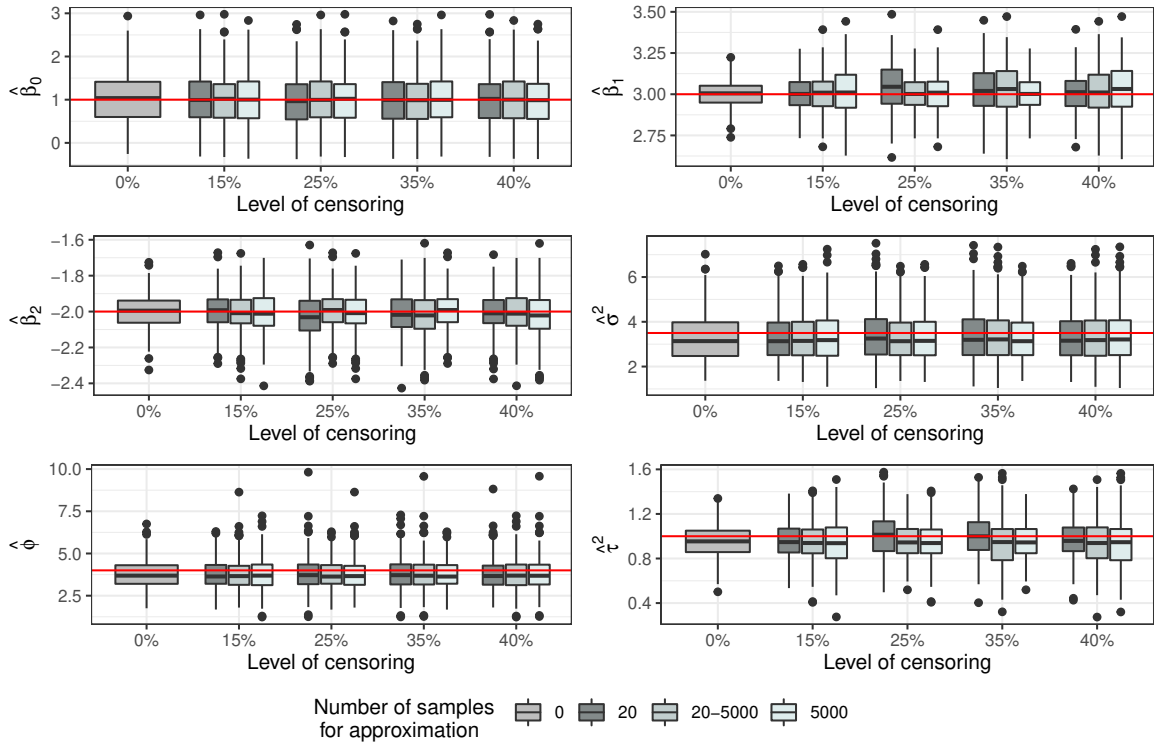 β̂0
3
2
1
0
0% 15% 25% 35% 40%
Level of censoring
β̂1
3.50
3.25
3.00
2.75
0% 15% 25% 35% 40%
Level of censoring
β̂2
−1.6
−1.8
−2.0
−2.2
−2.4
0% 15% 25% 35% 40%
Level of censoring
σ̂2
6
4
2
0% 15% 25% 35% 40%
Level of censoring
ϕ̂
10.0
7.5
5.0
2.5
0% 15% 25% 35% 40%
Level of censoring
τ̂2
1.6
1.2
0.8
0.4
0% 15% 25% 35% 40%
Level of censoring
Number of samples
for approximation
0 20 20−5000 5000